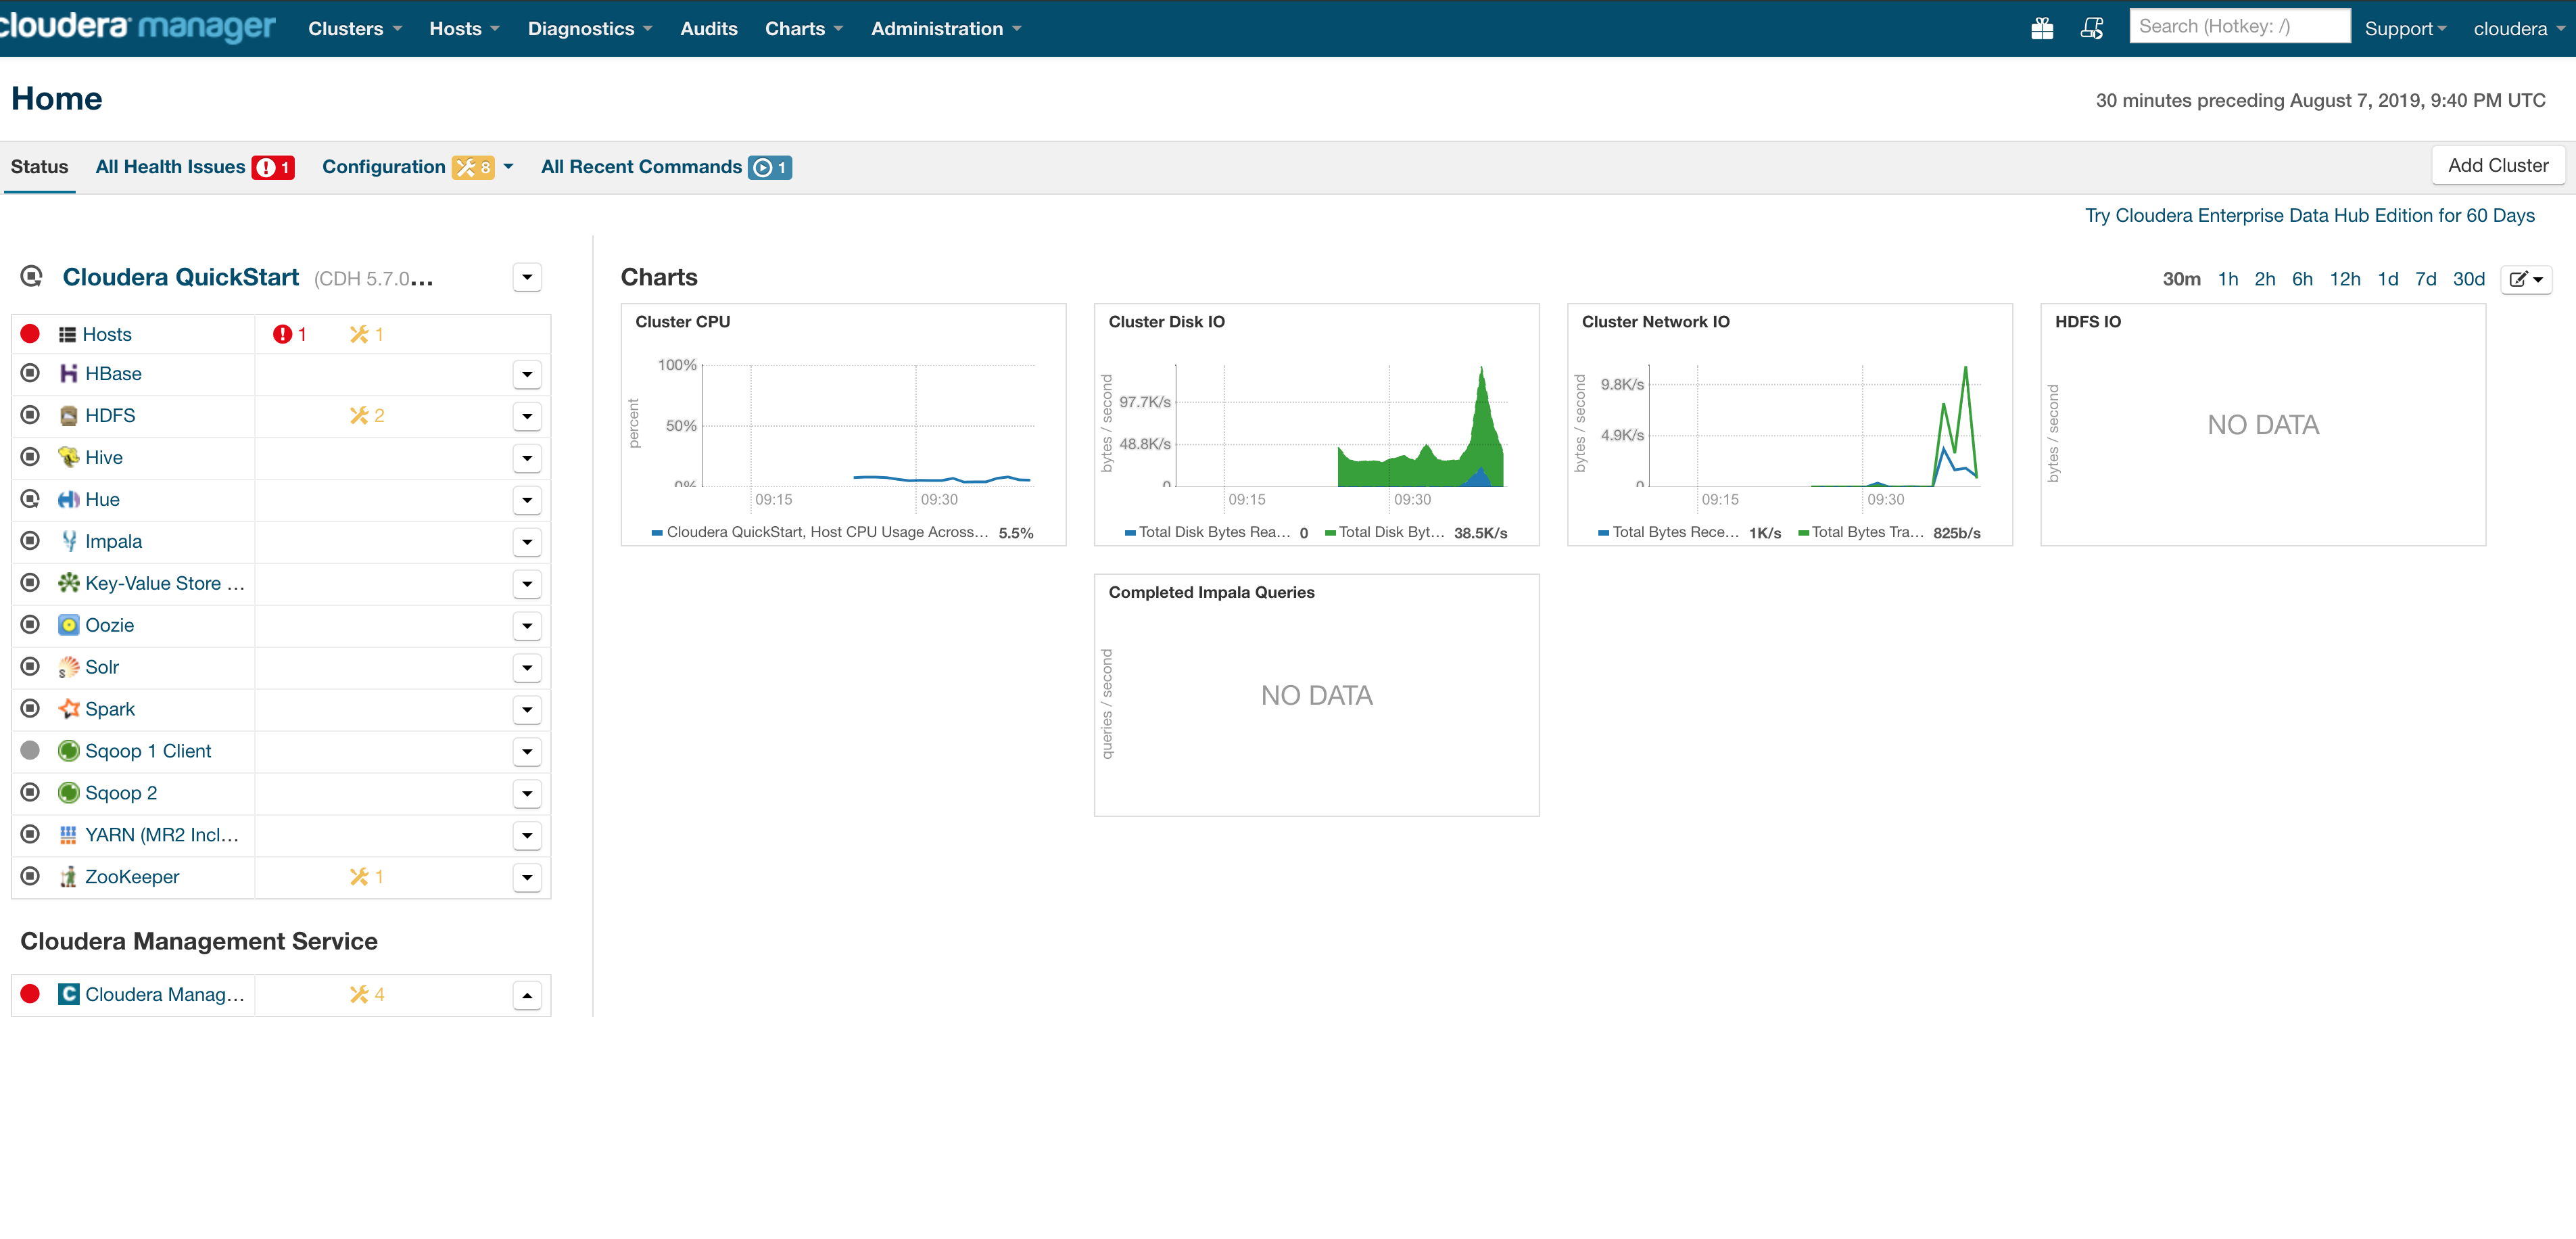 cloudera manager Clusters Hosts Diagnostics Audits Charts Administration Search (Hotkey: /) Support cloudera
Home
30 minutes preceding August 7, 2019, 9:40 PM UTC
Status All Health Issues 1 Configuration 8 All Recent Commands 1 Add Cluster
Try Cloudera Enterprise Data Hub Edition for 60 Days
Cloudera QuickStart (CDH 5.7.0...
Hosts 1 1
HBase
HDFS 2
Hive
Hue
Impala
Key-Value Store ...
Oozie
Solr
Spark
Sqoop 1 Client
Sqoop 2
YARN (MR2 Incl...
ZooKeeper 1
Cloudera Management Service
Cloudera Manag... 4
Charts
30m 1h 2h 6h 12h 1d 7d 30d
Cluster CPU
percent
100%
50%
0%
09:15 09:30
Cloudera QuickStart, Host CPU Usage Across... 5.5%
Cluster Disk IO
bytes / second
97.7K/s
48.8K/s
0
09:15 09:30
Total Disk Bytes Rea... 0 Total Disk Byt... 38.5K/s
Cluster Network IO
bytes / second
9.8K/s
4.9K/s
0
09:15 09:30
Total Bytes Rece... 1K/s Total Bytes Tra... 825b/s
HDFS IO
bytes / second
NO DATA
Completed Impala Queries
queries / second
NO DATA